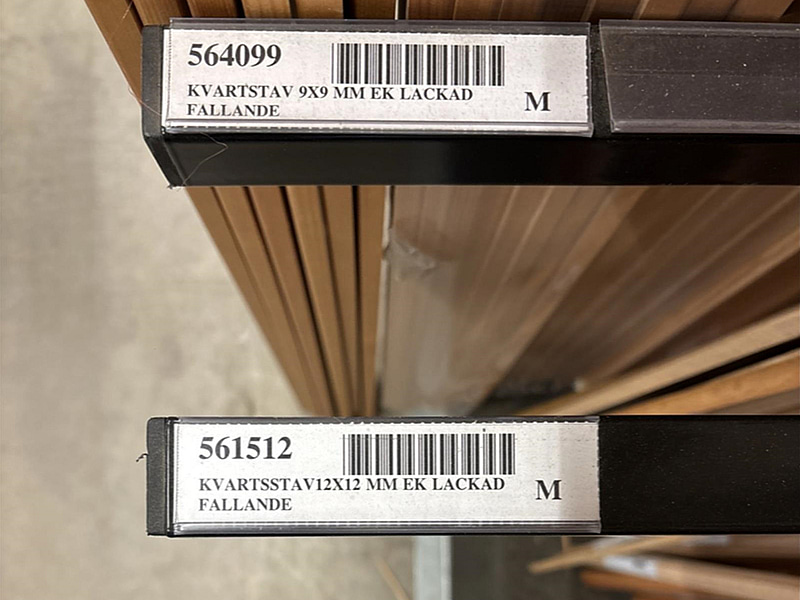 564099
KVARTSTAV 9X9 MM EK LACKAD
FALLANDE
M
561512
KVARTSSTAV12X12 MM EK LACKAD
FALLANDE
M